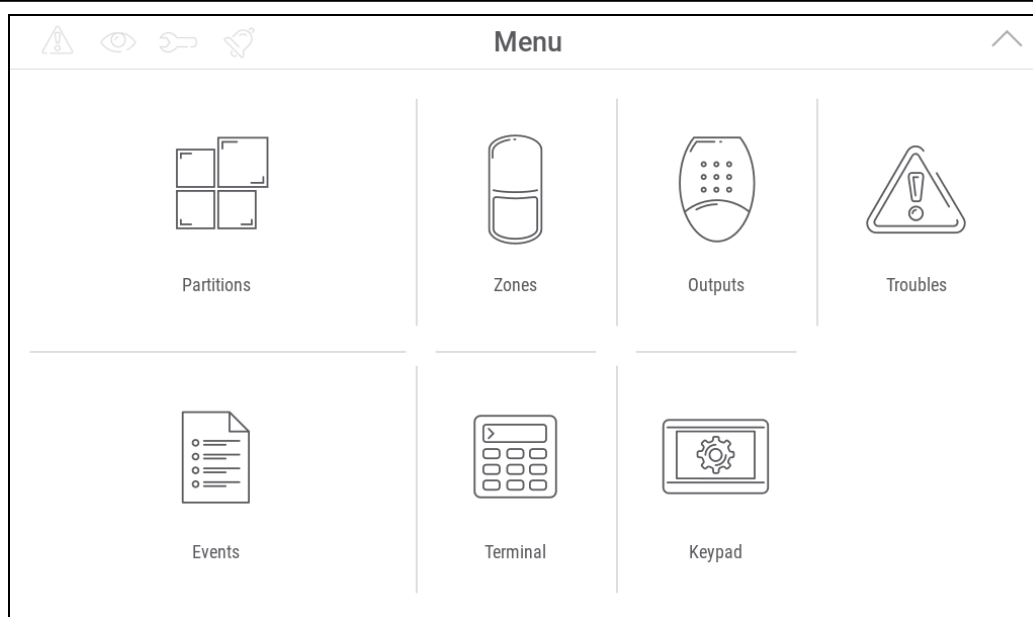 Menu
Partitions
Zones
Outputs
Troubles
Events
Terminal
Keypad